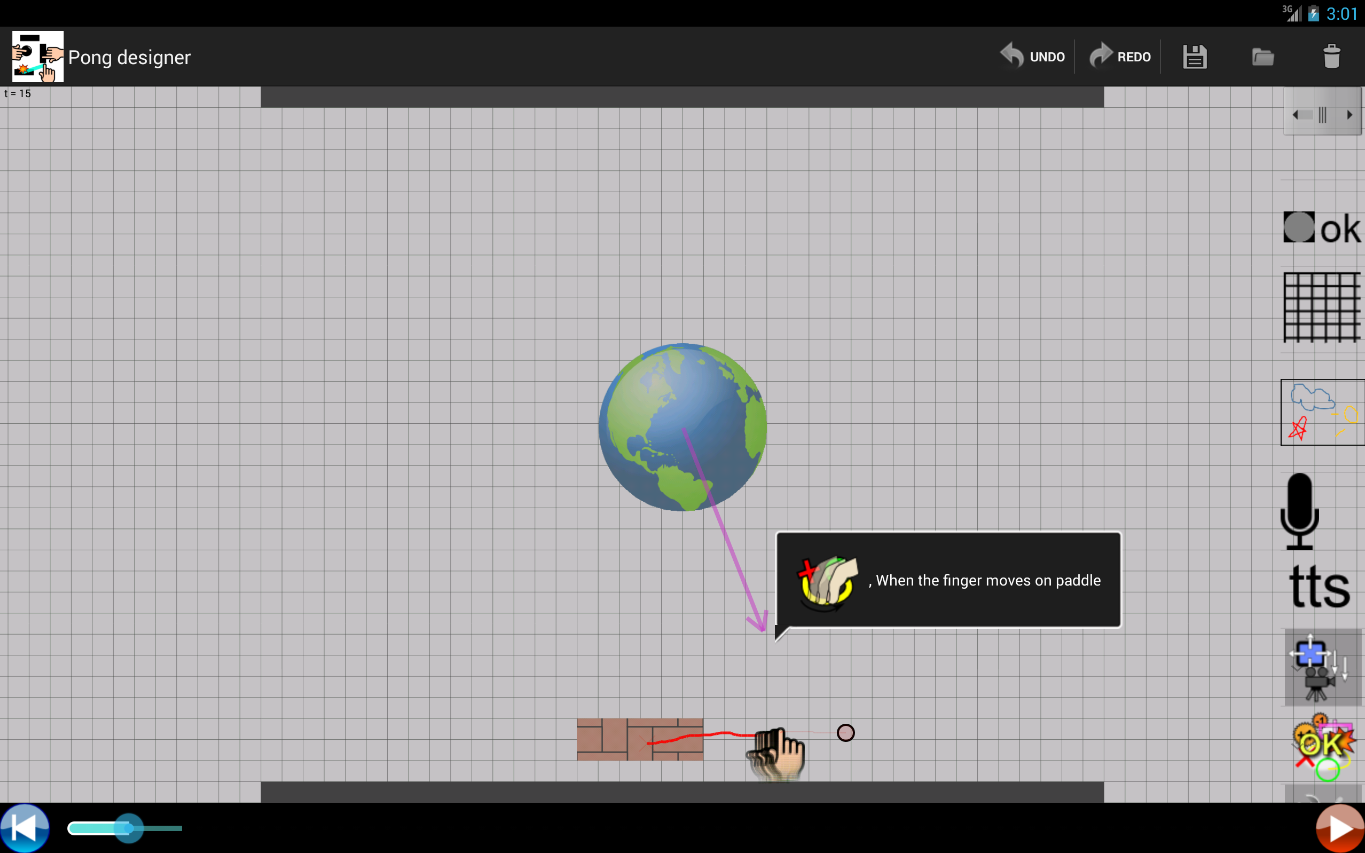 3G 3:01
Pong designer UNDO REDO
t = 15
ok
tts
, When the finger moves on paddle
OK